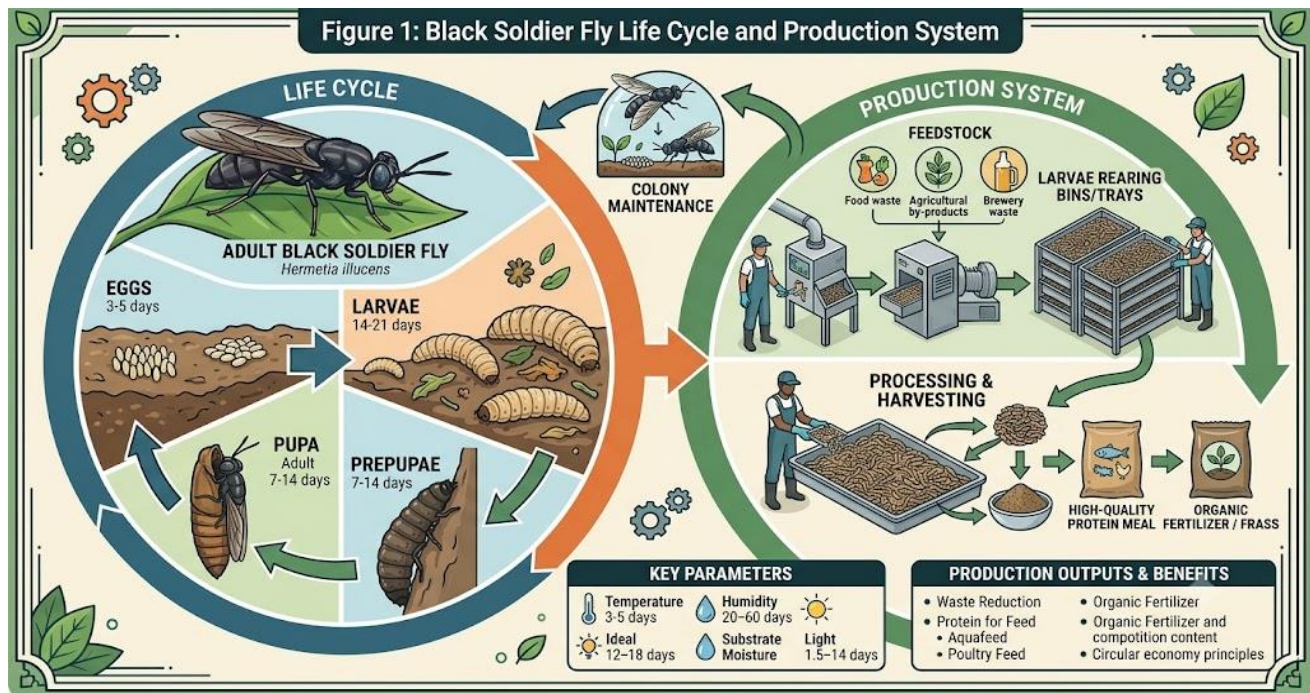 Figure 1: Black Soldier Fly Life Cycle and Production System
LIFE CYCLE
ADULT BLACK SOLDIER FLY
Hermetia illucens
EGGS
3-5 days
LARVAE
14-21 days
PUPA
Adult
7-14 days
PREPUPAE
7-14 days
COLONY
MAINTENANCE
PRODUCTION SYSTEM
FEEDSTOCK
Food waste
Agricultural
by-products
Brewery
waste
LARVAE REARING
BINS/TRAYS
PROCESSING &
HARVESTING
HIGH-QUALITY
PROTEIN MEAL
ORGANIC
FERTILIZER / FRASS
KEY PARAMETERS
Temperature
3-5 days
Humidity
20–60 days
Ideal
12–18 days
Substrate
Moisture
Light
1.5–14 days
PRODUCTION OUTPUTS & BENEFITS
• Waste Reduction
• Protein for Feed
• Aquafeed
• Poultry Feed
• Organic Fertilizer
• Organic Fertilizer and
compotition content
• Circular economy principles